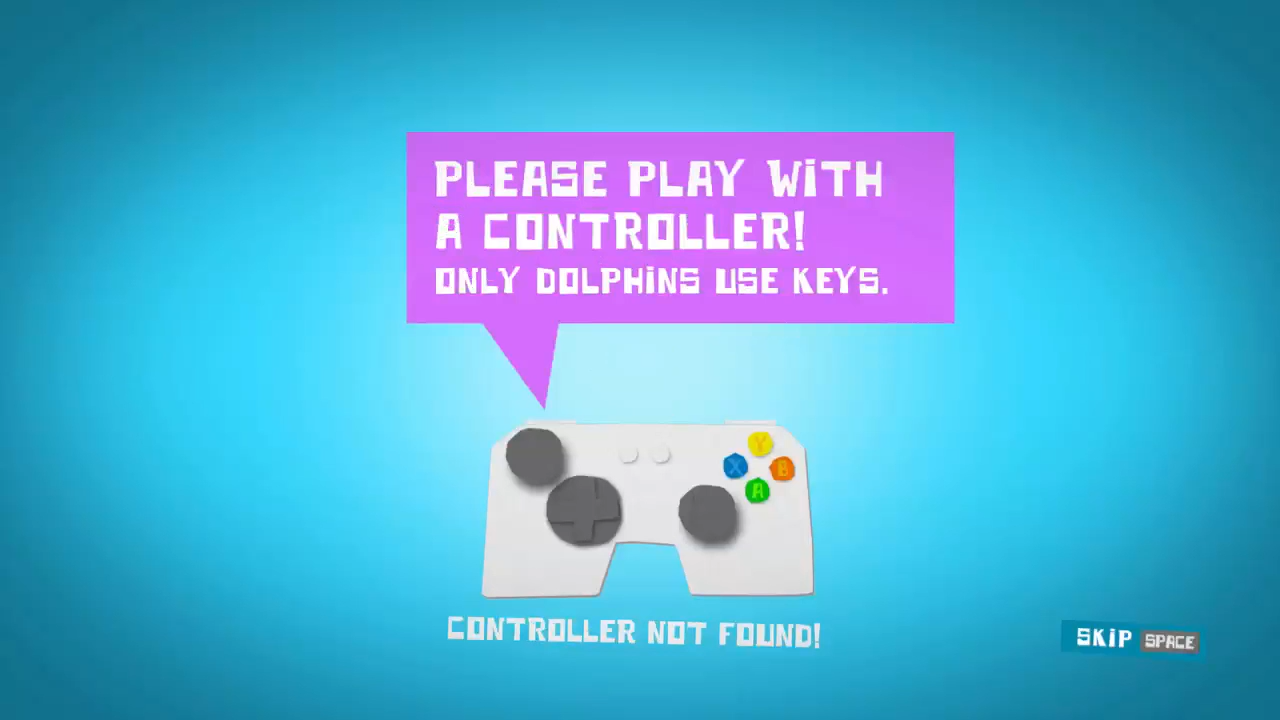 PLEASE PLAY WiTH
A CONTROLLER!
ONLY DOLPHiNS USE KEYS.
Y
X B
A
CONTROLLER NOT FOUND!
SKiP SPACE